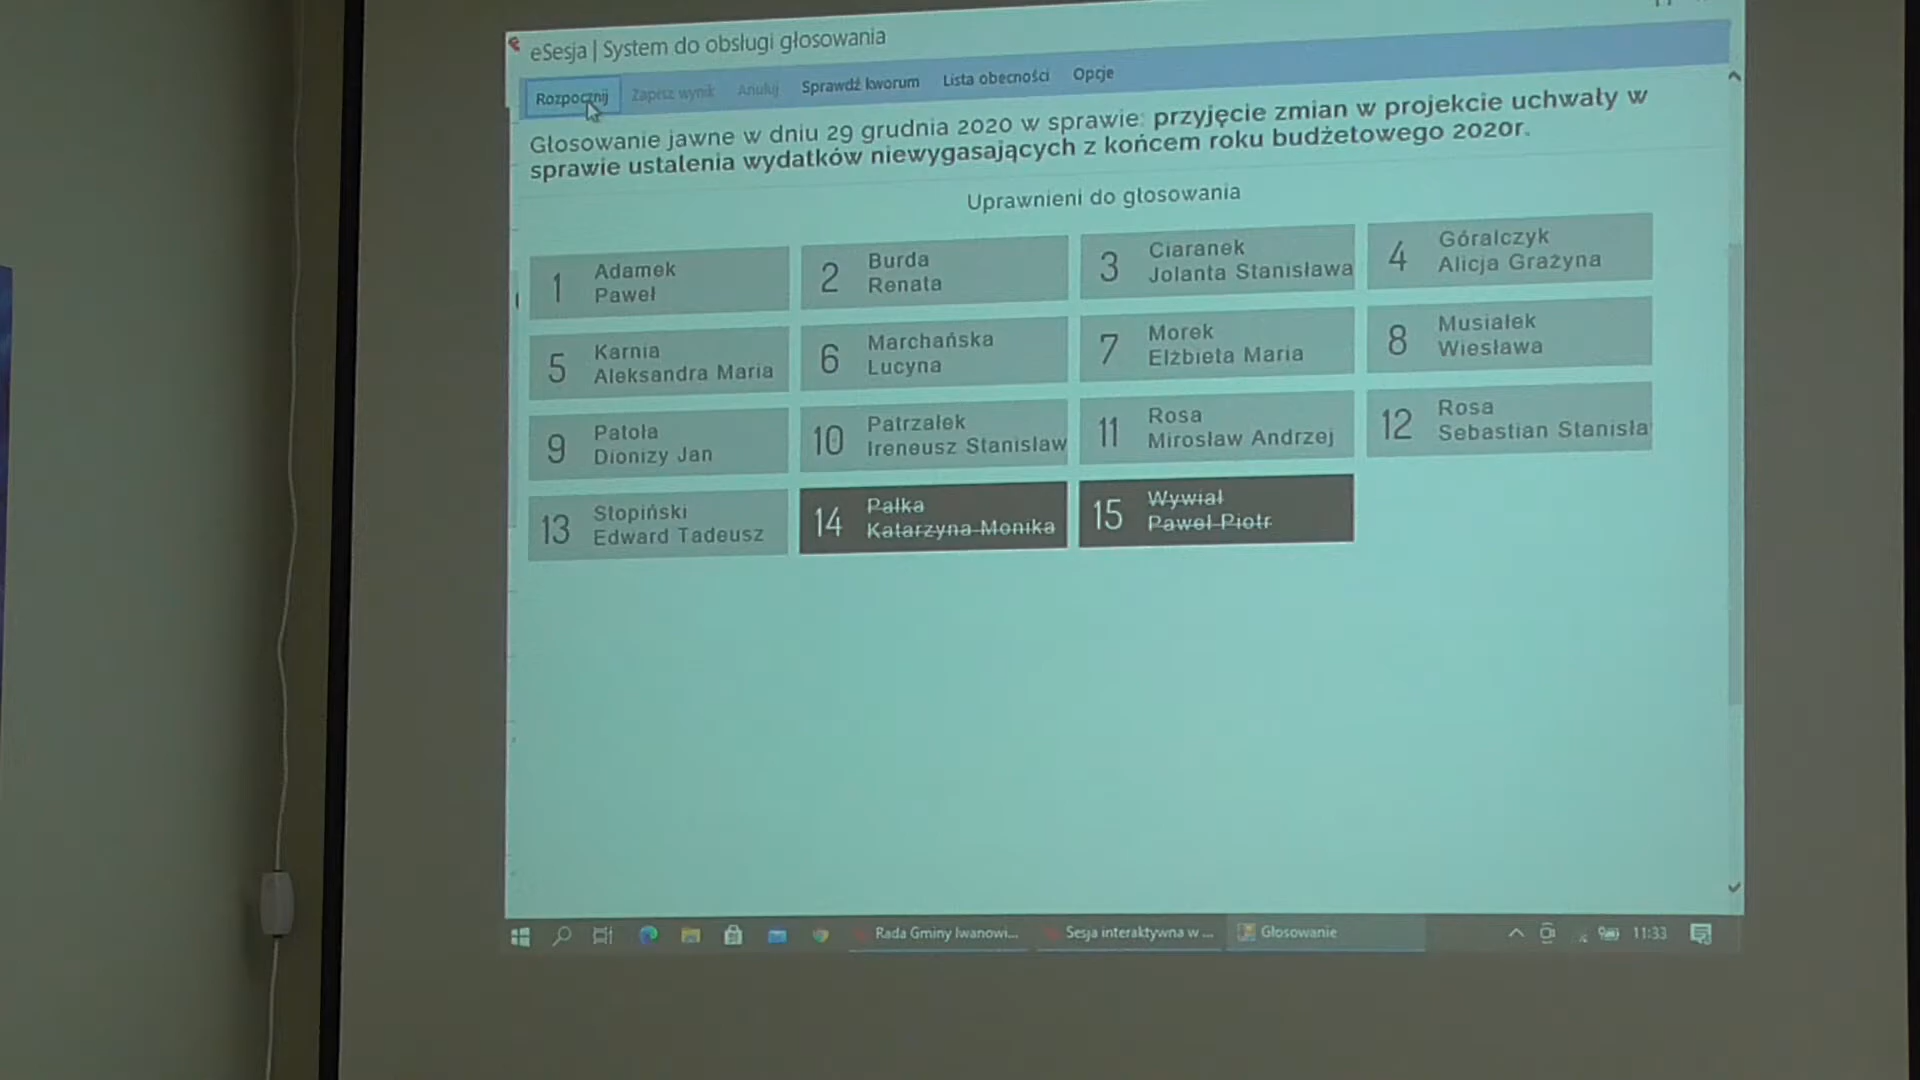 eSesja | System do obsługi głosowania
Rozpocznij Zapisz wynik Anuluj Sprawdź kworum Lista obecności Opcje
Głosowanie jawne w dniu 29 grudnia 2020 w sprawie: przyjęcie zmian w projekcie uchwały w
sprawie ustalenia wydatków niewygasających z końcem roku budżetowego 2020r.
Uprawnieni do głosowania
1 Adamek
Paweł
2 Burda
Renata
3 Ciaranek
Jolanta Stanisława
4 Góralczyk
Alicja Grażyna
5 Karnia
Aleksandra Maria
6 Marchańska
Lucyna
7 Morek
Elżbieta Maria
8 Musiałek
Wiesława
9 Patoła
Dionizy Jan
10 Patrzałek
Ireneusz Stanisław
11 Rosa
Mirosław Andrzej
12 Rosa
Sebastian Stanisła
13 Stopiński
Edward Tadeusz
14 Pałka
Katarzyna Monika
15 Wywiał
Paweł Piotr
Rada Gminy Iwanowi... Sesja interaktywna w ... Głosowanie 11:33